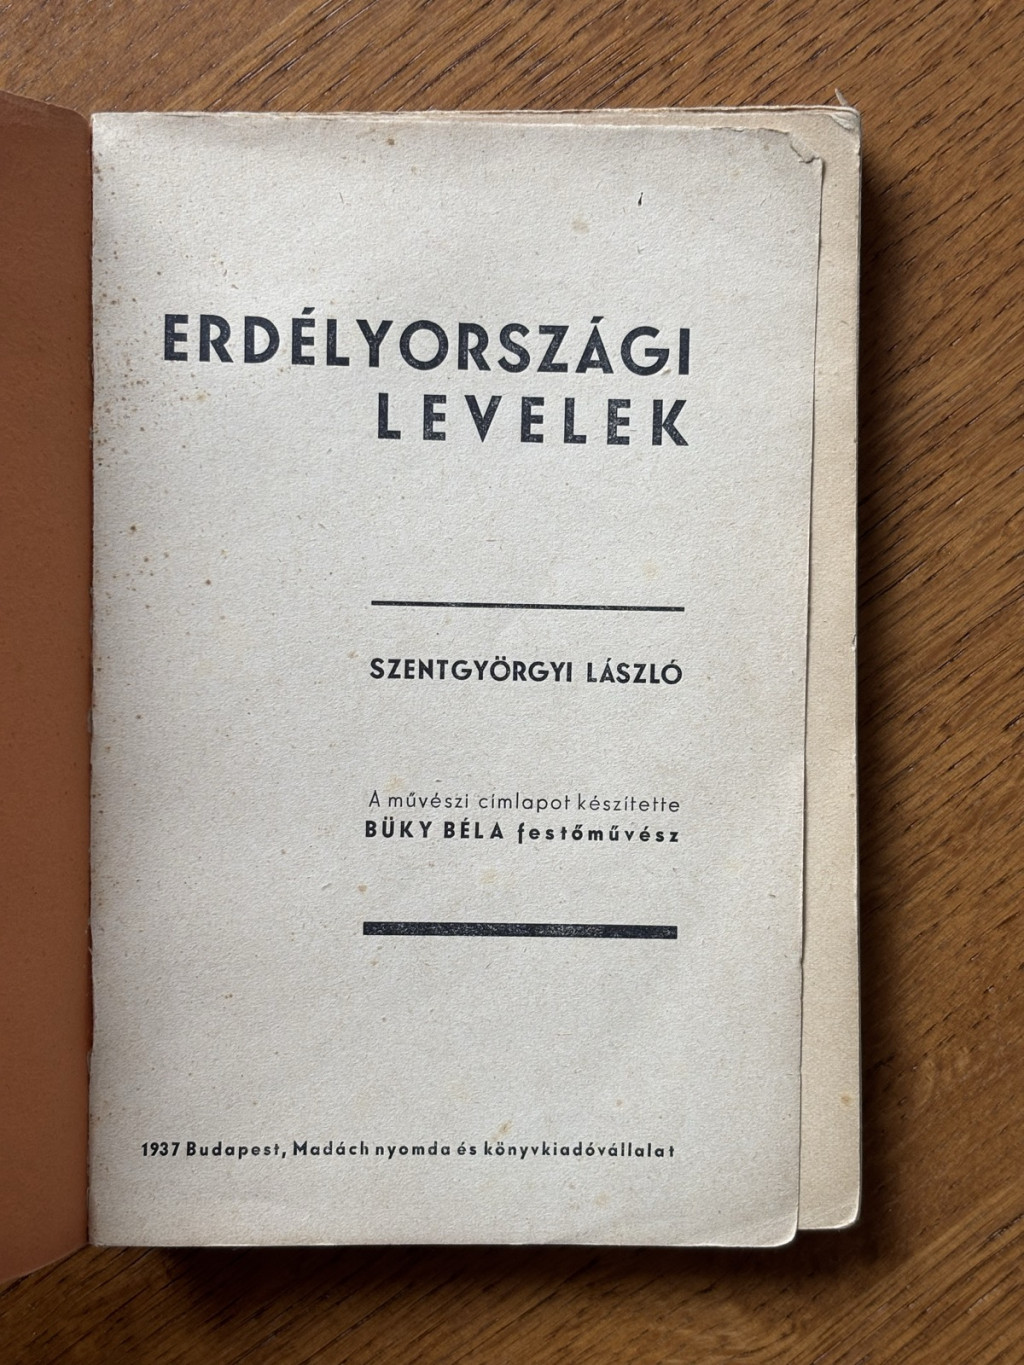 ERDÉLYORSZÁGI
LEVELEK
SZENTGYÖRGYI LÁSZLÓ
A művészi címlapot készítette
BÜKY BÉLA festőművész
1937 Budapest, Madách nyomda és könyvkiadóvállalat